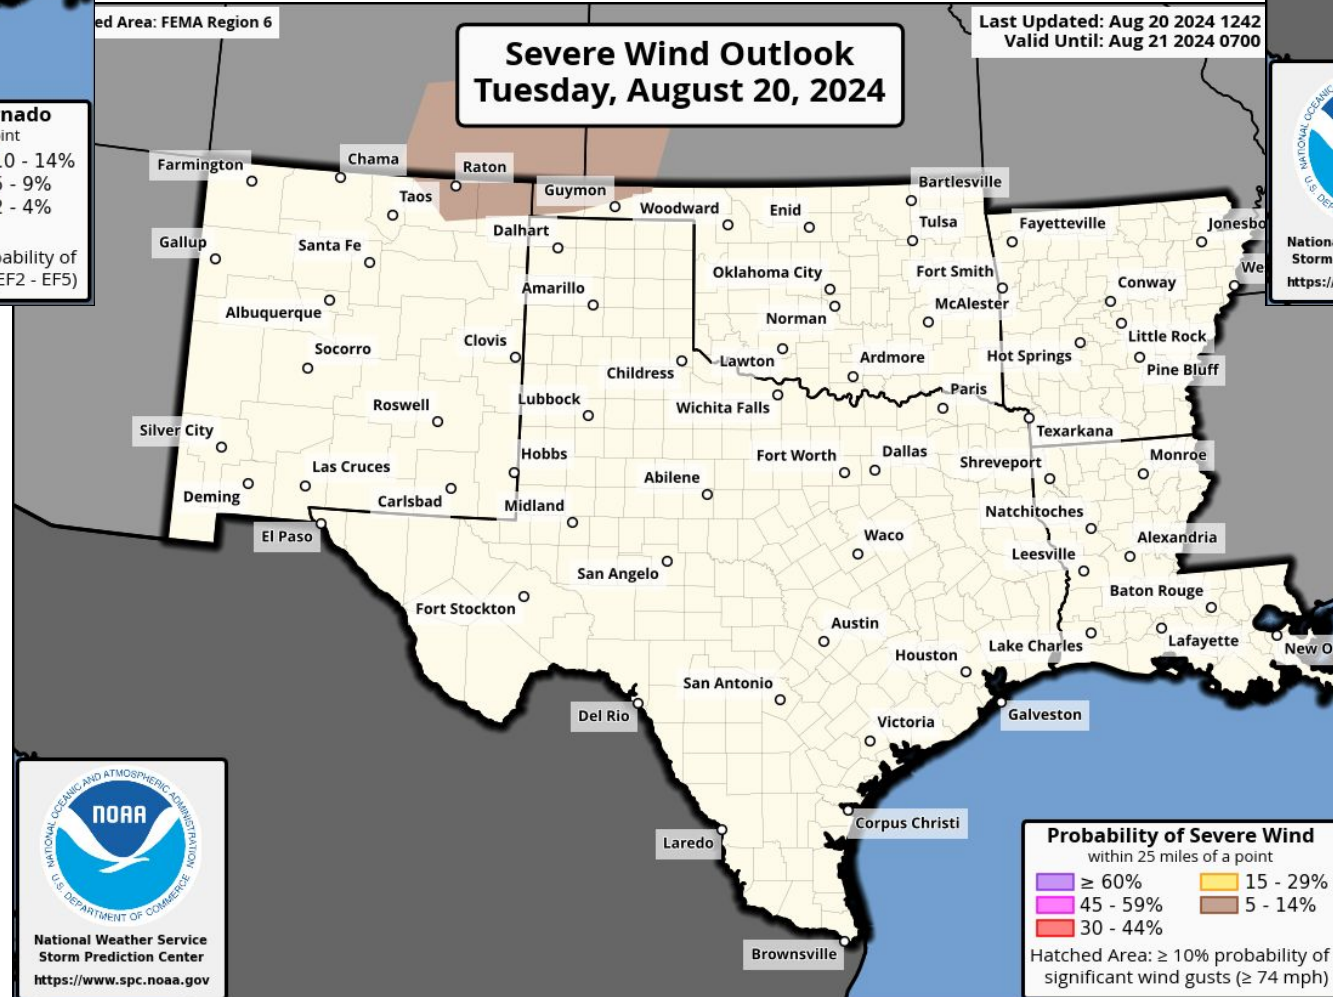 ed Area: FEMA Region 6
Severe Wind Outlook
Tuesday, August 20, 2024
Last Updated: Aug 20 2024 1242
Valid Until: Aug 21 2024 0700
nado
int
.0 - 14%
5 - 9%
2 - 4%
bability of
EF2 - EF5)
NATIONAL OCEANIC
U.S. DE
Nationa
Storm
https:/
Farmington
Chama
Raton
Taos
Guymon
Bartlesville
Woodward
Enid
Tulsa
Fayetteville
Jonesbo
Gallup
Santa Fe
Dalhart
Oklahoma City
Fort Smith
We
Amarillo
Conway
Albuquerque
Norman
McAlester
Little Rock
Socorro
Clovis
Childress
Lawton
Ardmore
Hot Springs
Pine Bluff
Roswell
Lubbock
Wichita Falls
Paris
Silver City
Texarkana
Las Cruces
Hobbs
Abilene
Fort Worth
Dallas
Shreveport
Monroe
Deming
Carlsbad
Midland
Natchitoches
El Paso
Waco
Alexandria
San Angelo
Leesville
Fort Stockton
Baton Rouge
Austin
Houston
Lake Charles
Lafayette
New O
San Antonio
Del Rio
Victoria
Galveston
Laredo
Corpus Christi
Brownsville
NATIONAL OCEANIC AND ATMOSPHERIC ADMINISTRATION
NOAA
U.S. DEPARTMENT OF COMMERCE
National Weather Service
Storm Prediction Center
https://www.spc.noaa.gov
Probability of Severe Wind
within 25 miles of a point
≥ 60%
15 - 29%
45 - 59%
5 - 14%
30 - 44%
Hatched Area: ≥ 10% probability of
significant wind gusts (≥ 74 mph)